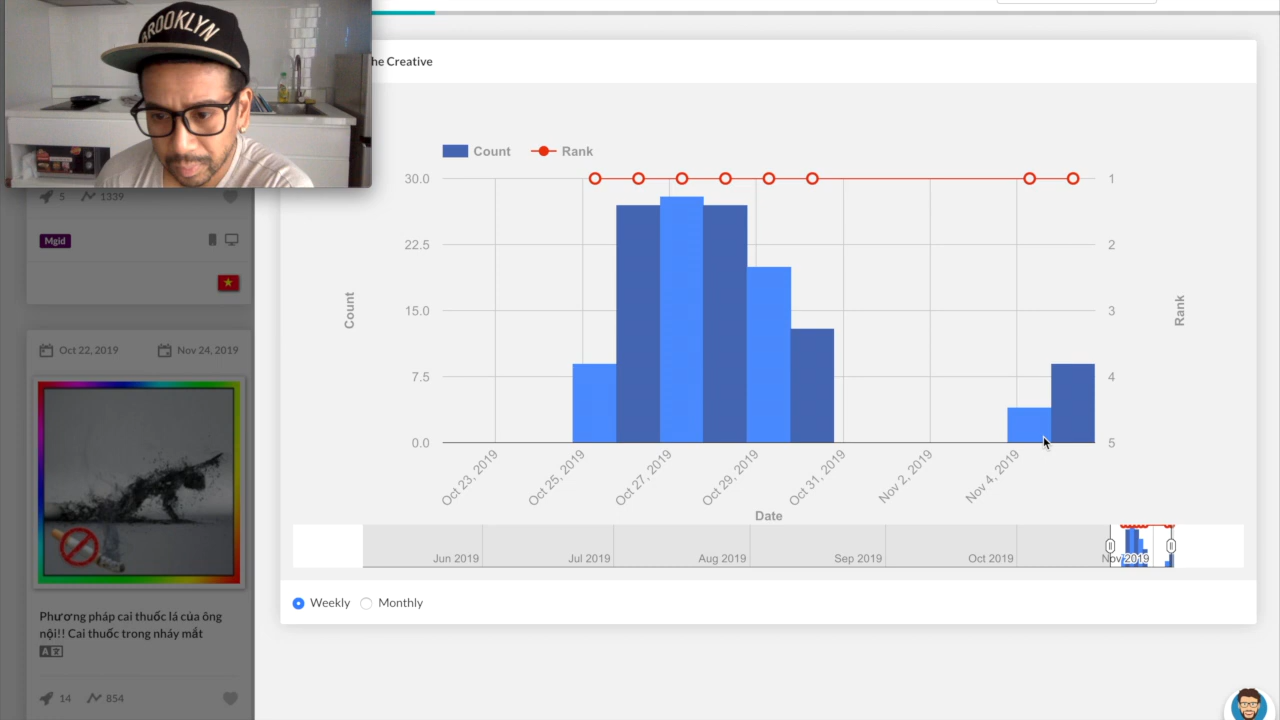 BROOKLYN
he Creative
Count
Rank
30.0
22.5
15.0
7.5
0.0
Count
1
2
3
4
5
Rank
Oct 23, 2019
Oct 25, 2019
Oct 27, 2019
Oct 29, 2019
Oct 31, 2019
Nov 2, 2019
Nov 4, 2019
Date
Jun 2019
Jul 2019
Aug 2019
Sep 2019
Oct 2019
Nov 2019
Weekly
Monthly
5
1339
Mgid
Oct 22, 2019
Nov 24, 2019
Phương pháp cai thuốc lá của ông
nội!! Cai thuốc trong nháy mắt
14
854